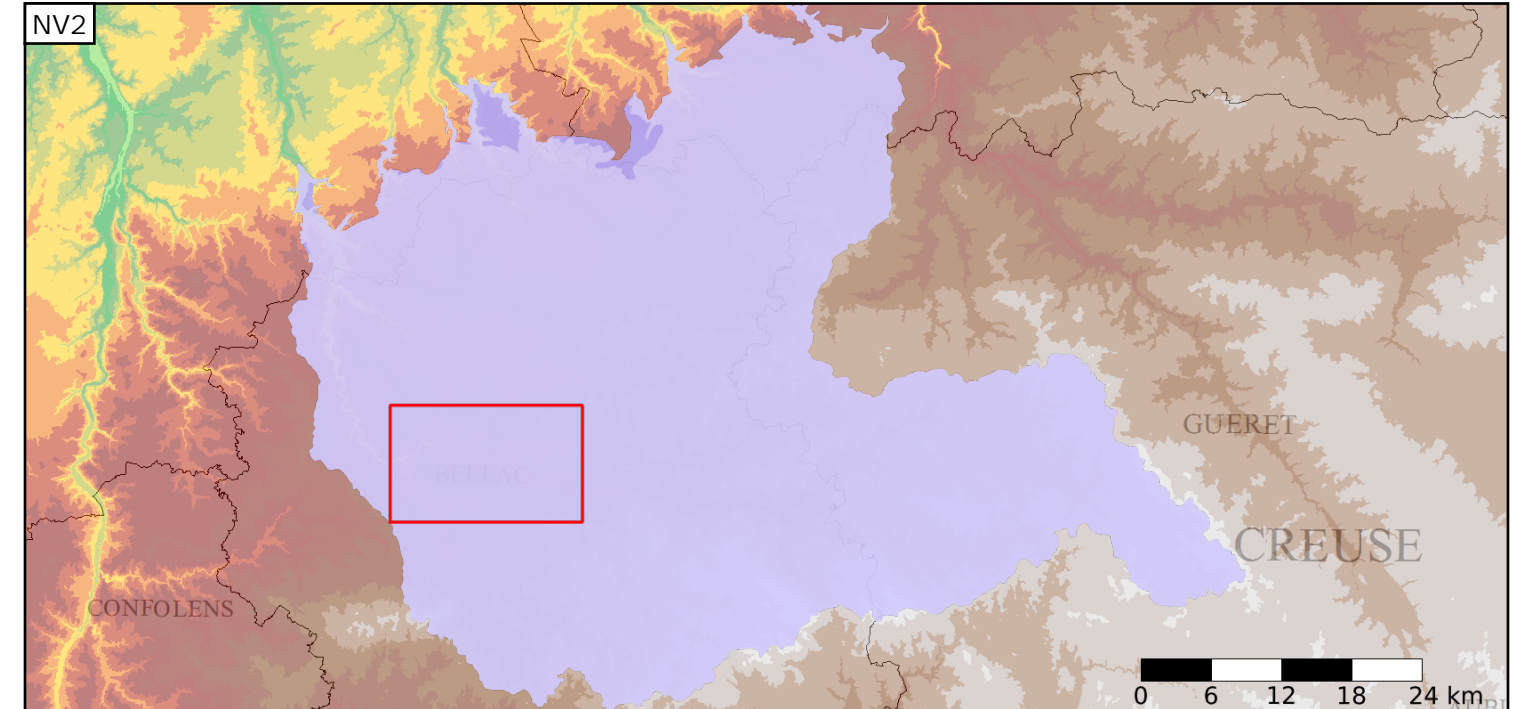 NV2
GUERET
BELLAC
CREUSE
CONFOLENS
0 6 12 18 24 km